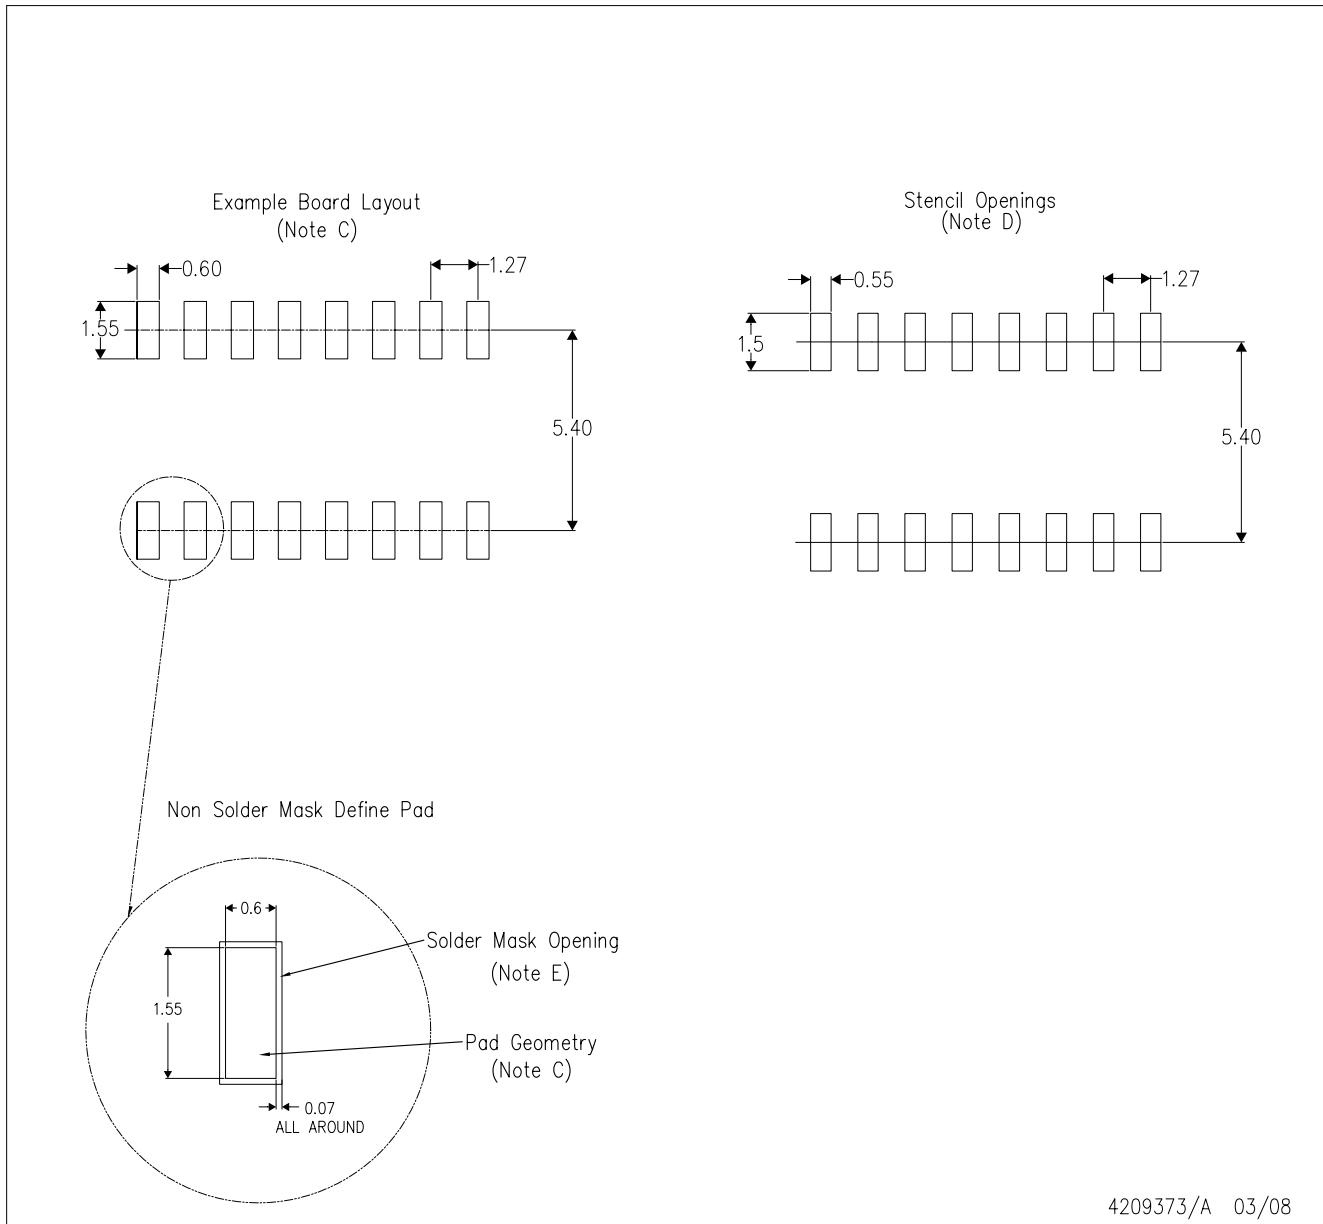 Example Board Layout
(Note C)
0.60
1.27
1.55
5.40
Stencil Openings
(Note D)
0.55
1.27
1.5
5.40
Non Solder Mask Define Pad
0.6
1.55
Solder Mask Opening
(Note E)
Pad Geometry
(Note C)
0.07
ALL AROUND
4209373/A 03/08